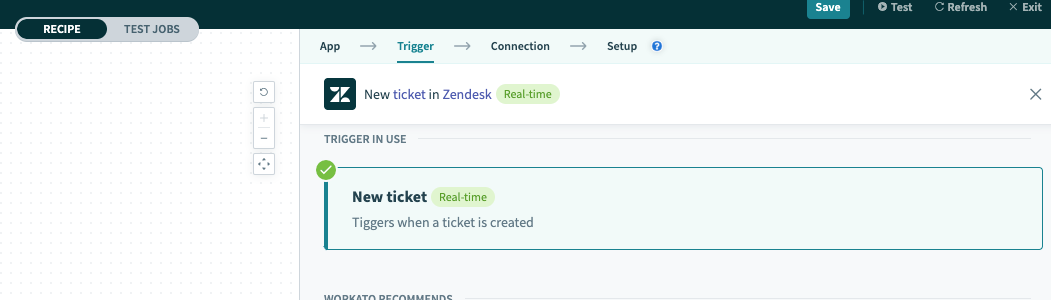 Save Test Refresh Exit
RECIPE TEST JOBS
App Trigger Connection Setup ?
New ticket in Zendesk Real-time
TRIGGER IN USE
New ticket Real-time
Tiggers when a ticket is created
WORKATO RECOMMENDS